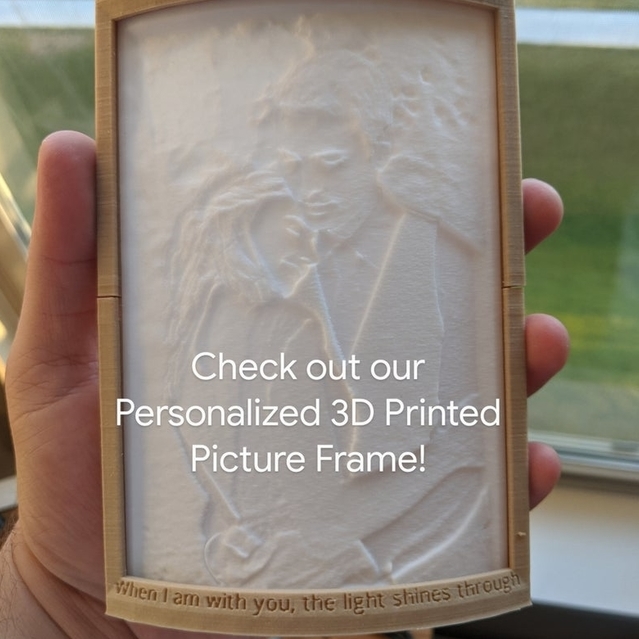 Check out our
Personalized 3D Printed
Picture Frame!
When I am with you, the light shines through